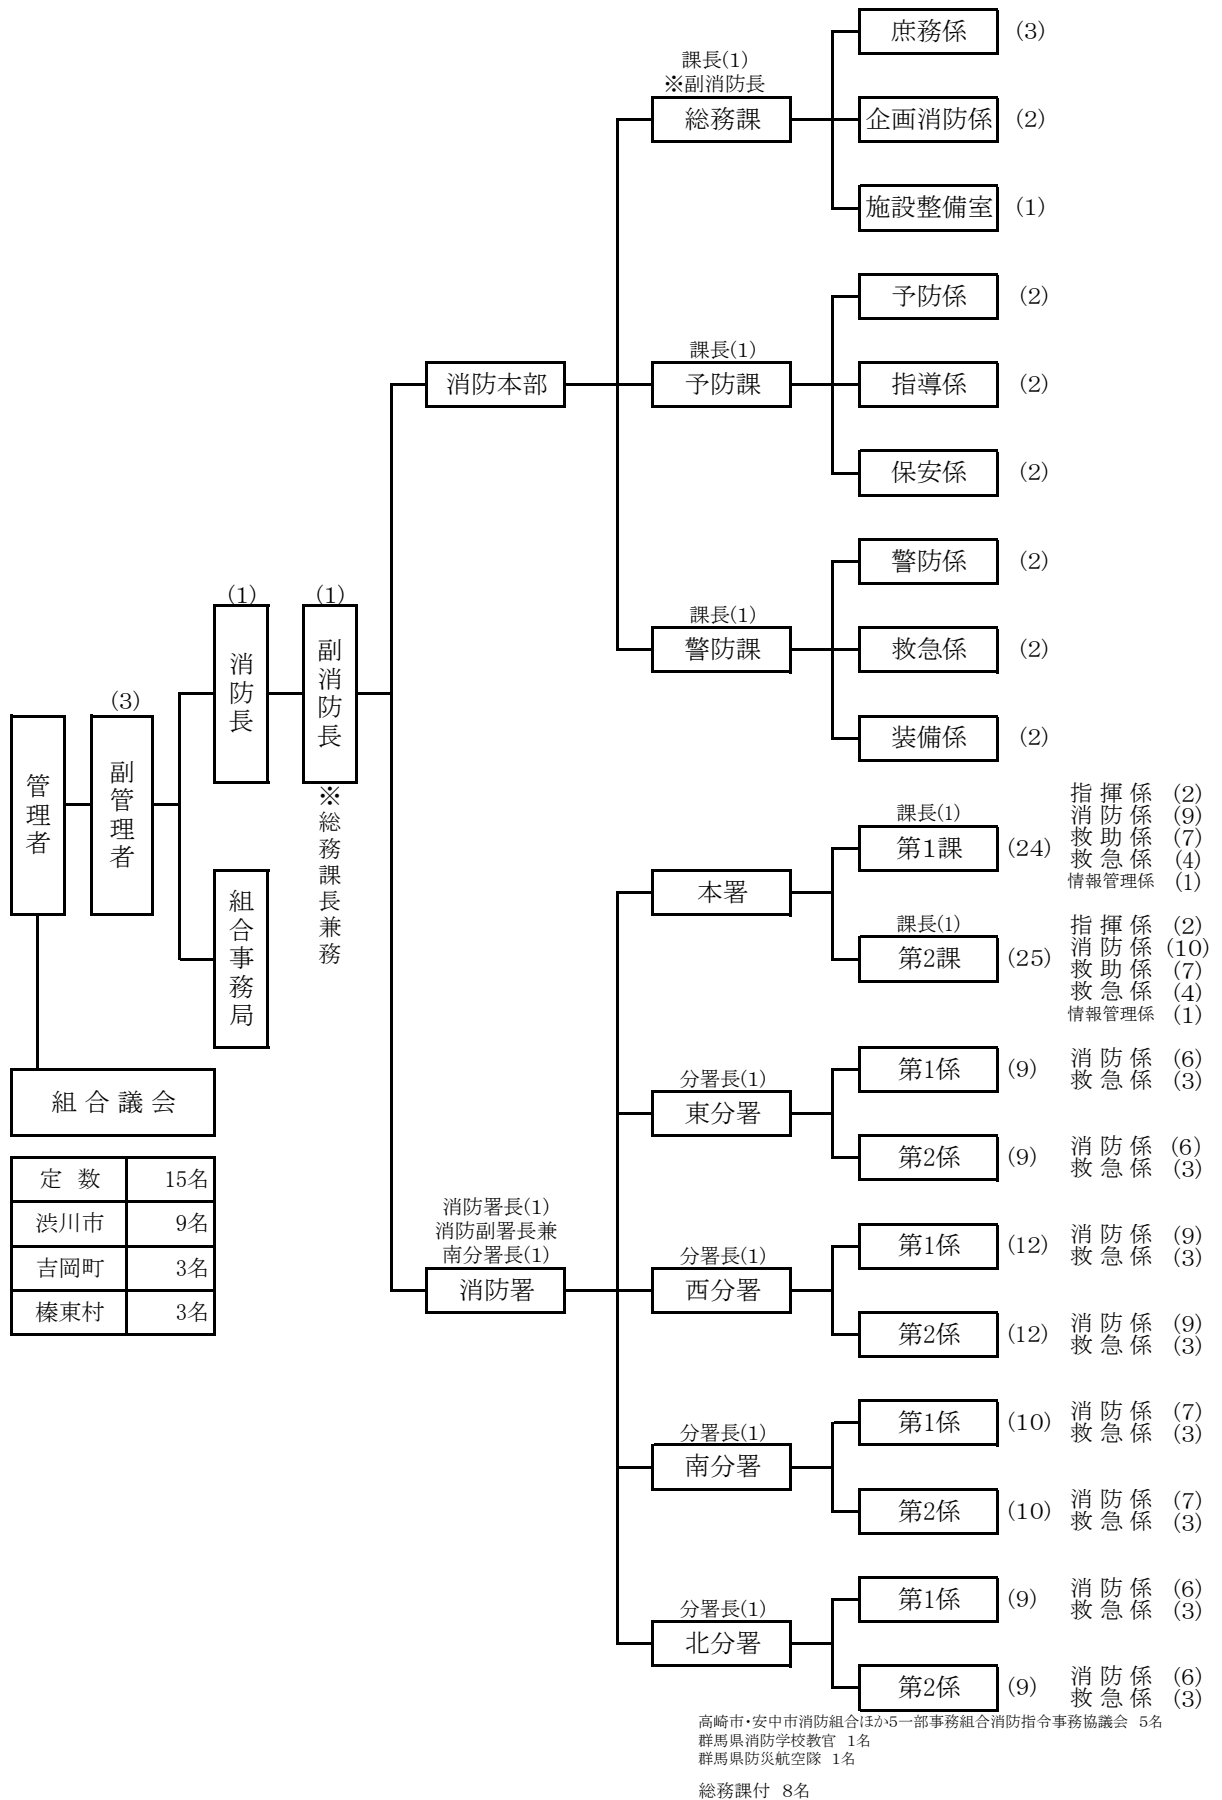 管理者
(3)
副管理者
(1)
消防長
組合事務局
(1)
副消防長
※総務課長兼務
組合議会
定 数 15名
渋川市 9名
吉岡町 3名
榛東村 3名
消防本部
課長(1)
※副消防長
総務課
庶務係 (3)
企画消防係 (2)
施設整備室 (1)
課長(1)
予防課
予防係 (2)
指導係 (2)
保安係 (2)
課長(1)
警防課
警防係 (2)
救急係 (2)
装備係 (2)
消防署長(1)
消防副署長兼
南分署長(1)
消防署
本署
課長(1)
第1課 (24)
指揮係 (2)
消防係 (9)
救助係 (7)
救急係 (4)
情報管理係 (1)
課長(1)
第2課 (25)
指揮係 (2)
消防係 (10)
救助係 (7)
救急係 (4)
情報管理係 (1)
分署長(1)
東分署
第1係 (9)
消防係 (6)
救急係 (3)
第2係 (9)
消防係 (6)
救急係 (3)
分署長(1)
西分署
第1係 (12)
消防係 (9)
救急係 (3)
第2係 (12)
消防係 (9)
救急係 (3)
分署長(1)
南分署
第1係 (10)
消防係 (7)
救急係 (3)
第2係 (10)
消防係 (7)
救急係 (3)
分署長(1)
北分署
第1係 (9)
消防係 (6)
救急係 (3)
第2係 (9)
消防係 (6)
救急係 (3)
高崎市・安中市消防組合ほか5一部事務組合消防指令事務協議会 5名
群馬県消防学校教官 1名
群馬県防災航空隊 1名
総務課付 8名